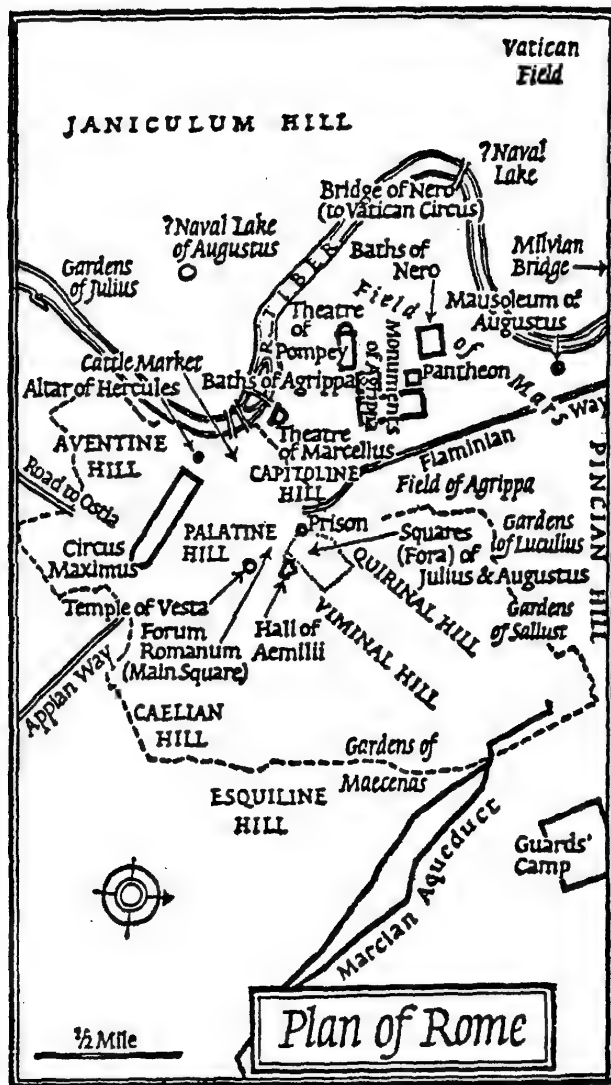 Vatican
Field
JANICULUM HILL
?Naval
Lake
Bridge of Nero
(to Vatican Circus)
?Naval Lake
of Augustus
Baths of
Nero
Milvian
Bridge
Gardens
of Julius
R. TIBER
Field of Mars
Mausoleum of
Augustus
Theatre
of
Pompey
Monuments
of Agrippa
Pantheon
Cattle Market
Altar of Hercules
Baths of Agrippa
Theatre
of Marcellus
Flaminian Way
AVENTINE
HILL
CAPITOLINE
HILL
Field of Agrippa
PINCIAN HILL
Road to Ostia
Prison
Circus
Maximus
PALATINE
HILL
Squares
(Fora) of
Julius & Augustus
Gardens
of Lucullus
QUIRINAL HILL
Gardens
of Sallust
Temple of Vesta
Forum
Romanum
(Main Square)
Hall of
Aemilii
VIMINAL HILL
Appian Way
CAELIAN
HILL
Gardens of
Maecenas
ESQUILINE
HILL
Marcian Aqueduct
Guards'
Camp
½ Mile
Plan of Rome